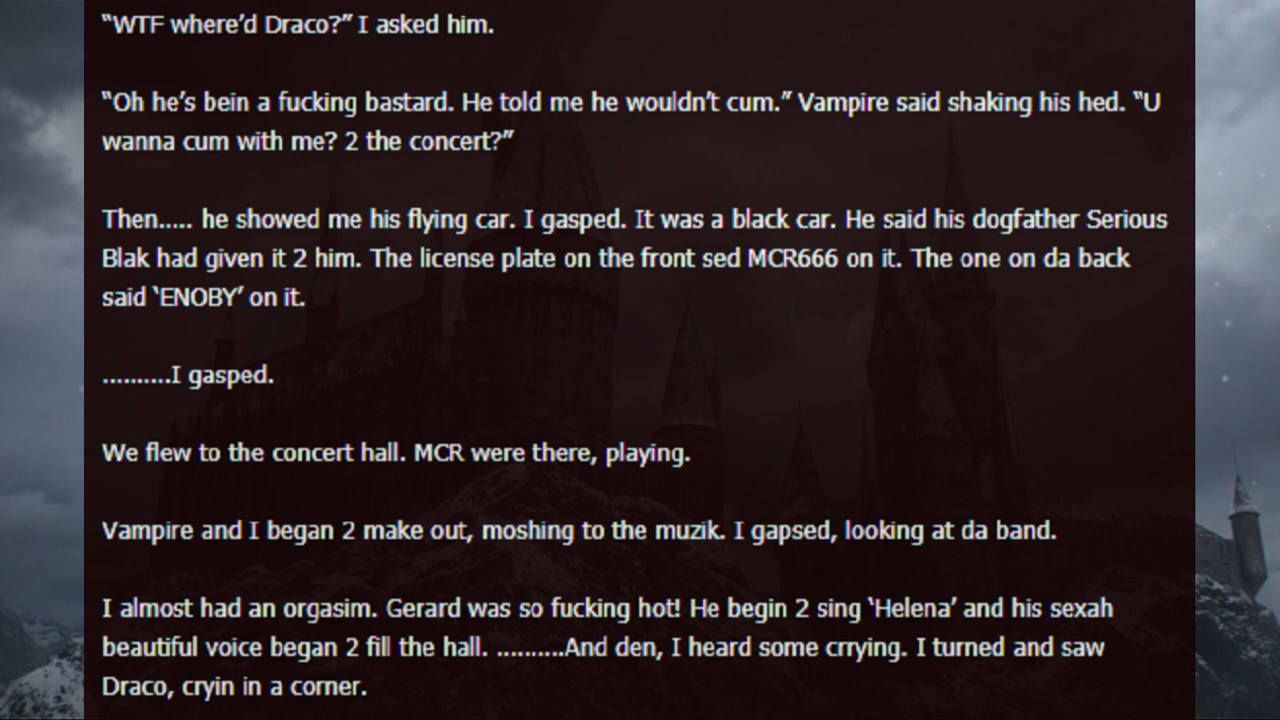 “WTF where’d Draco?” I asked him.
“Oh he’s bein a fucking bastard. He told me he wouldn’t cum.” Vampire said shaking his hed. “U
wanna cum with me? 2 the concert?”
Then..... he showed me his flying car. I gasped. It was a black car. He said his dogfather Serious
Blak had given it 2 him. The license plate on the front sed MCR666 on it. The one on da back
said ‘ENOBY’ on it.
..........I gasped.
We flew to the concert hall. MCR were there, playing.
Vampire and I began 2 make out, moshing to the muzik. I gapsed, looking at da band.
I almost had an orgasim. Gerard was so fucking hot! He begin 2 sing ‘Helena’ and his sexah
beautiful voice began 2 fill the hall. ..........And den, I heard some crrying. I turned and saw
Draco, cryin in a corner.